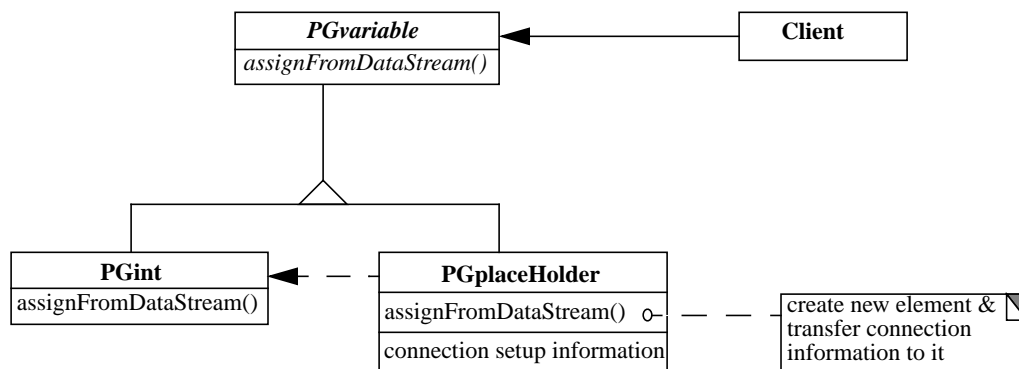 PGvariable
Client
assignFromDataStream()
PGint
PGplaceHolder
assignFromDataStream()
assignFromDataStream()
connection setup information
create new element &
transfer connection
information to it